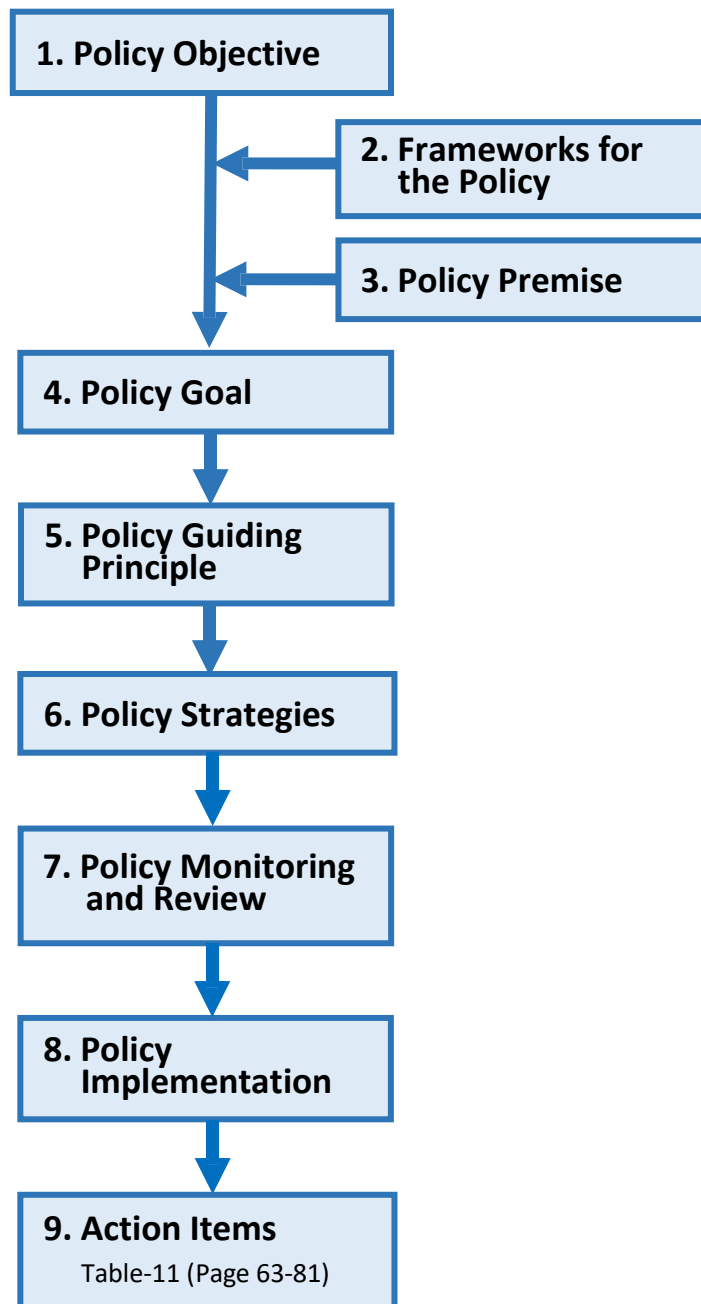 1. Policy Objective
2. Frameworks for
the Policy
3. Policy Premise
4. Policy Goal
5. Policy Guiding
Principle
6. Policy Strategies
7. Policy Monitoring
and Review
8. Policy
Implementation
9. Action Items
Table-11 (Page 63-81)